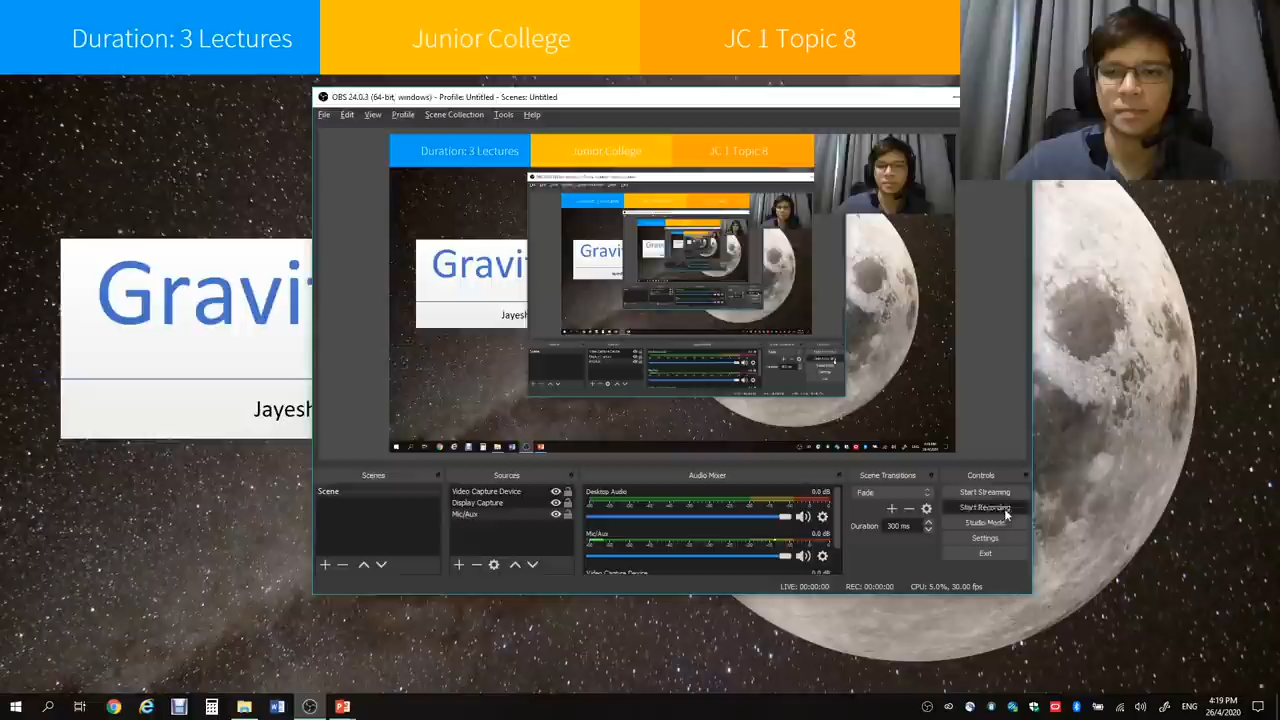 Duration: 3 Lectures
Junior College
JC 1 Topic 8
OBS 24.0.3 (64-bit, windows) - Profile: Untitled - Scenes: Untitled
File Edit View Profile Scene Collection Tools Help
Duration: 3 Lectures
Junior College
JC 1 Topic 8
Gravi
Gravi
Gravi
Jayesh
Jayes
Scenes
Sources
Audio Mixer
Scene Transitions
Controls
Scene
Video Capture Device
Display Capture
Mic/Aux
Desktop Audio
0.0 dB
Mic/Aux
0.0 dB
Fade
Duration
300 ms
Start Streaming
Start Recording
Studio Mode
Settings
Exit
LIVE: 00:00:00
REC: 00:00:00
CPU: 5.0%, 30.00 fps
ENG
4:19 PM
26/4/2020